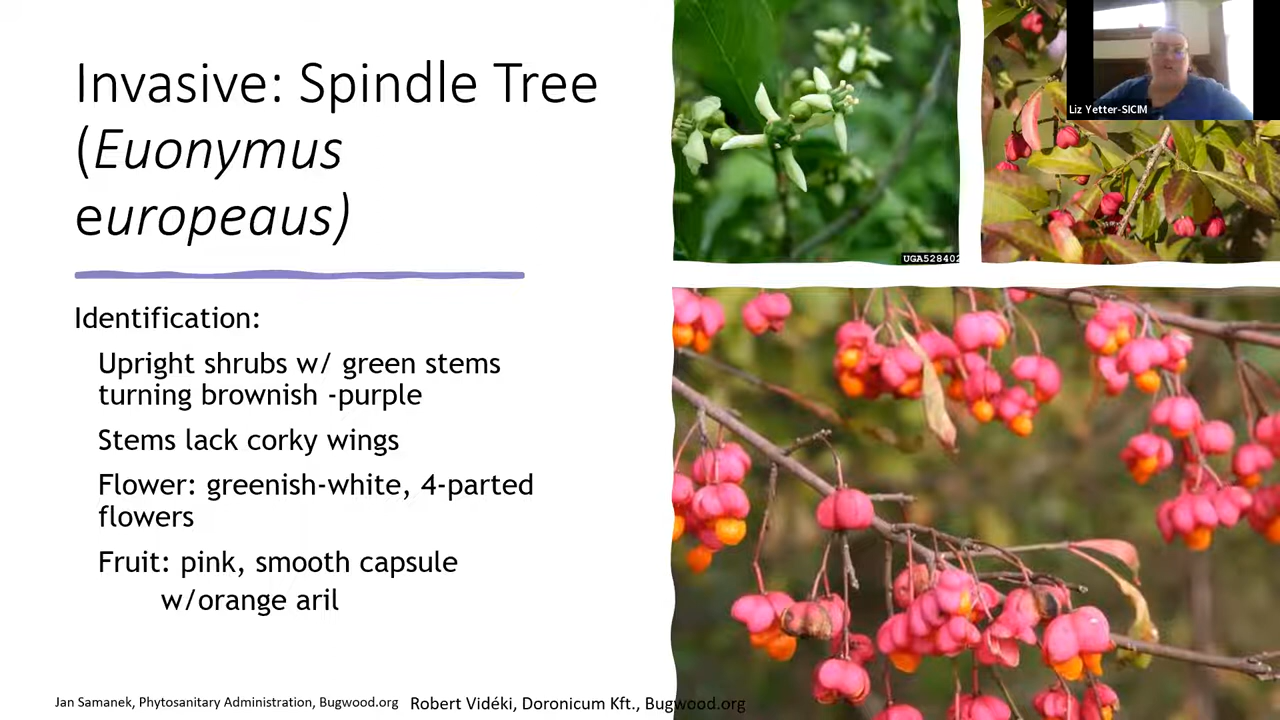 Invasive: Spindle Tree
(Euonymus
europeaus)
Identification:
Upright shrubs w/ green stems
turning brownish -purple
Stems lack corky wings
Flower: greenish-white, 4-parted
flowers
Fruit: pink, smooth capsule
w/orange aril
Jan Samanek, Phytosanitary Administration, Bugwood.org
Robert Vidéki, Doronicum Kft., Bugwood.org
UGA528402
Liz Yetter-SICIM